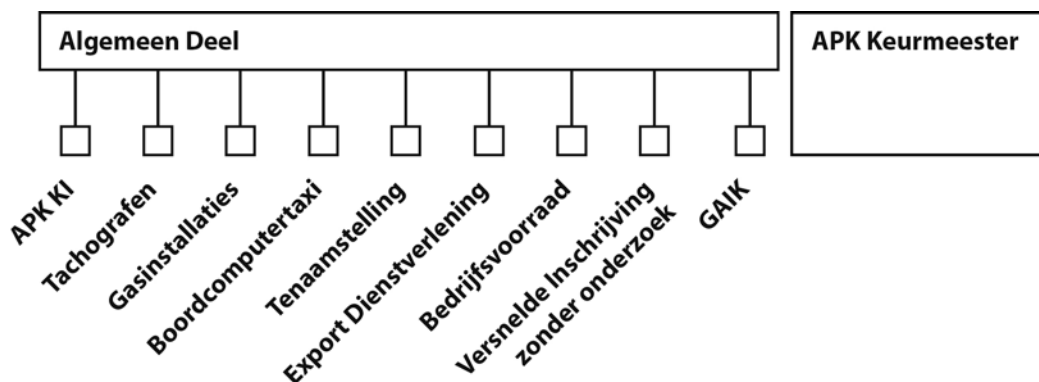 Algemeen Deel
APK Keurmeester
APK KI
Tachografen
Gasinstallaties
Boordcomputertaxi
Tenaamstelling
Export Dienstverlening
Bedrijfsvoorraad
Versnelde Inschrijving
zonder onderzoek
GAIK